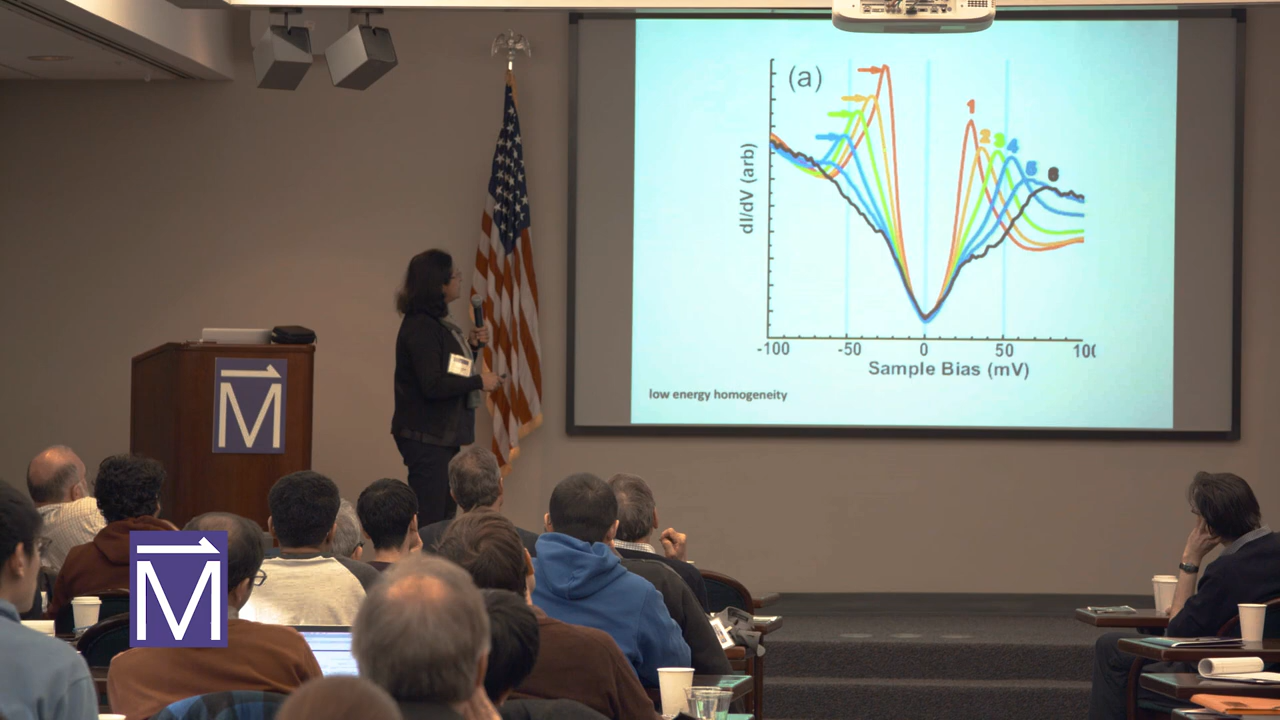 (a)
1
2
3
4
5
6
dI/dV (arb)
-100
-50
0
50
100
Sample Bias (mV)
low energy homogeneity
M
M